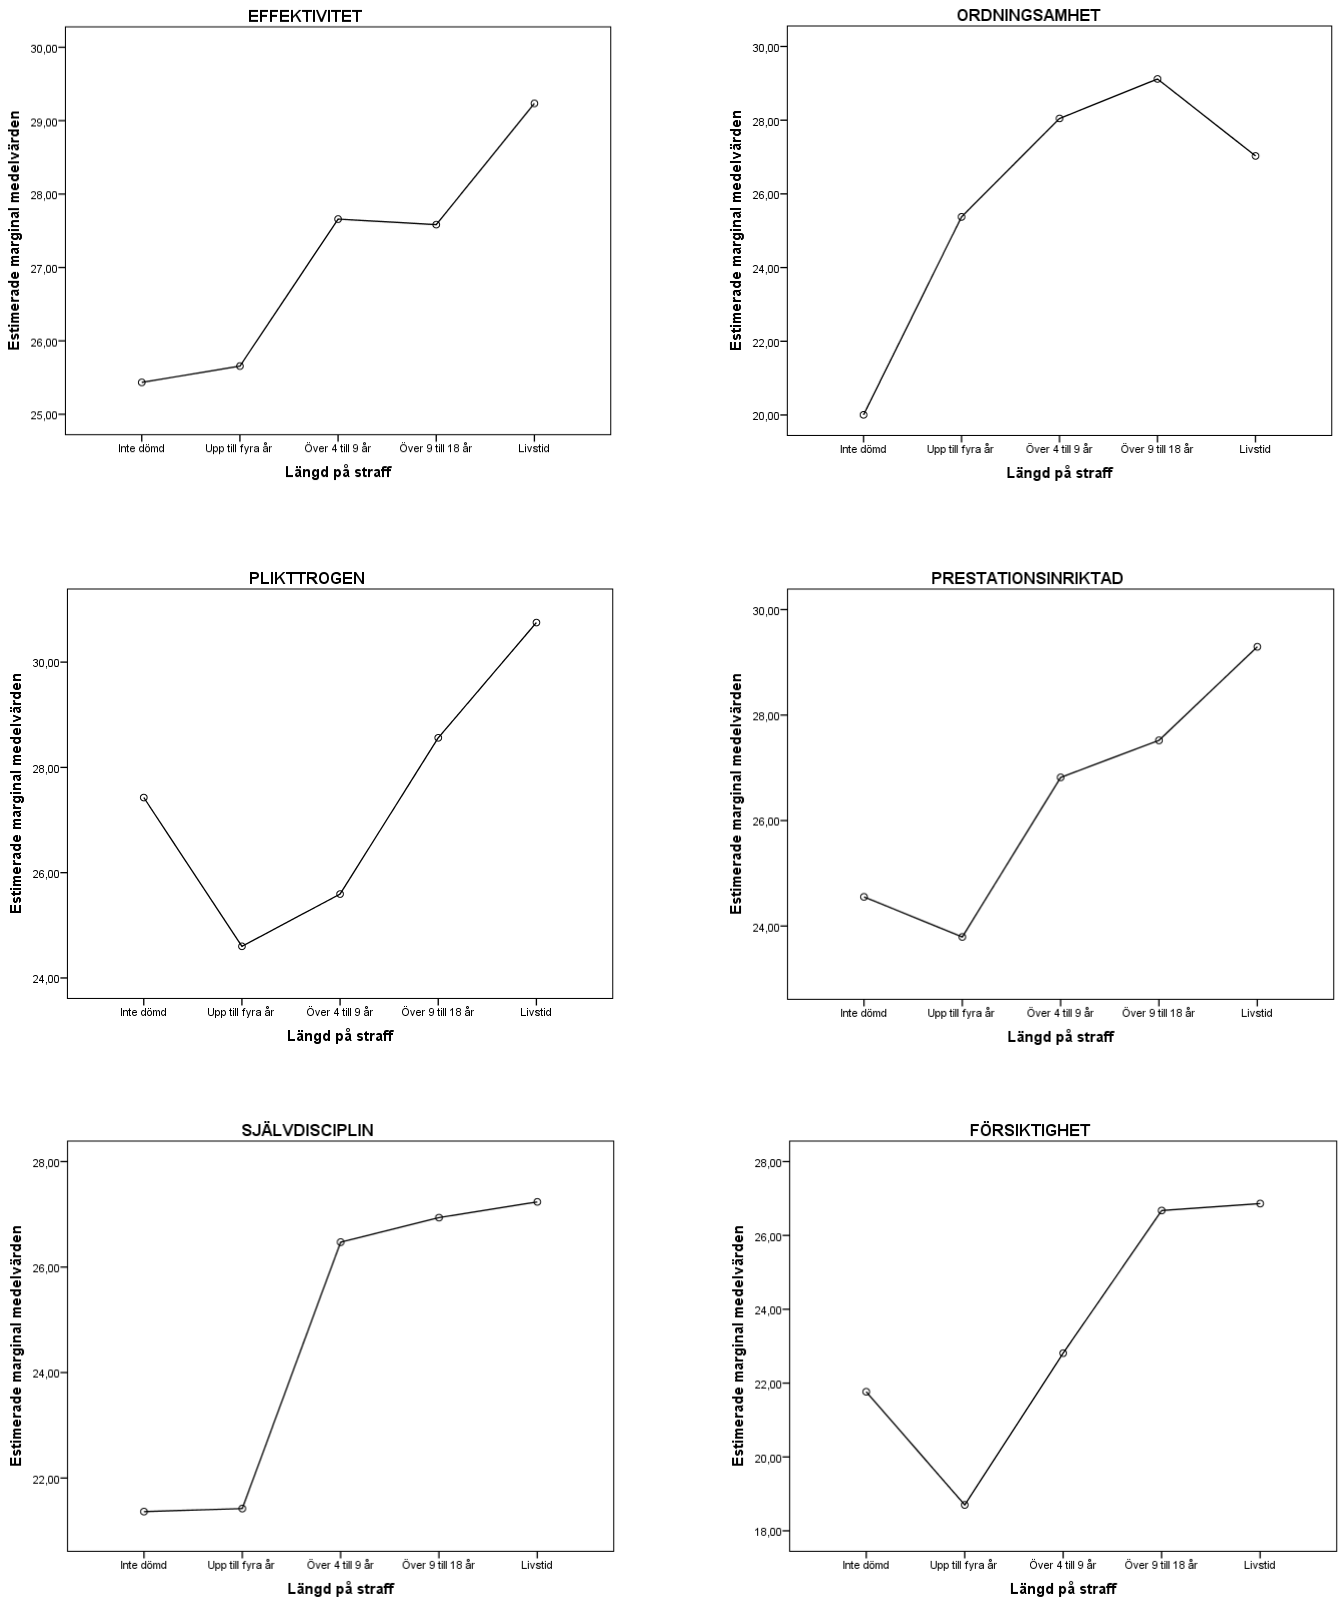 EFFEKTIVITET
Estimerade marginal medelvärden
30,00
29,00
28,00
27,00
26,00
25,00
Inte dömd Upp till fyra år Över 4 till 9 år Över 9 till 18 år Livstid
Längd på straff
ORDNINGSAMHET
Estimerade marginal medelvärden
30,00
28,00
26,00
24,00
22,00
20,00
Inte dömd Upp till fyra år Över 4 till 9 år Över 9 till 18 år Livstid
Längd på straff
PLIKTTROGEN
Estimerade marginal medelvärden
30,00
28,00
26,00
24,00
Inte dömd Upp till fyra år Över 4 till 9 år Över 9 till 18 år Livstid
Längd på straff
PRESTATIONSINRIKTAD
Estimerade marginal medelvärden
30,00
28,00
26,00
24,00
Inte dömd Upp till fyra år Över 4 till 9 år Över 9 till 18 år Livstid
Längd på straff
SJÄLVDISCIPLIN
Estimerade marginal medelvärden
28,00
26,00
24,00
22,00
Inte dömd Upp till fyra år Över 4 till 9 år Över 9 till 18 år Livstid
Längd på straff
FÖRSIKTIGHET
Estimerade marginal medelvärden
28,00
26,00
24,00
22,00
20,00
18,00
Inte dömd Upp till fyra år Över 4 till 9 år Över 9 till 18 år Livstid
Längd på straff